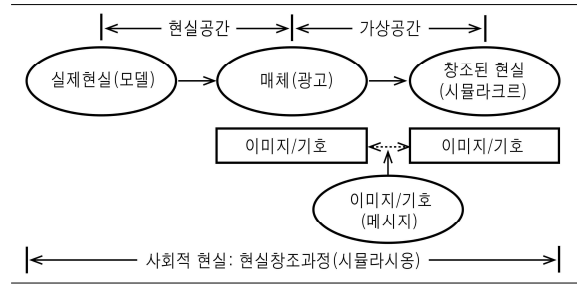 현실공간 가상공간
실제현실(모델) 매체(광고) 창조된 현실
(시뮬라크르)
이미지/기호 이미지/기호
이미지/기호
(메시지)
사회적 현실: 현실창조과정(시뮬라시옹)